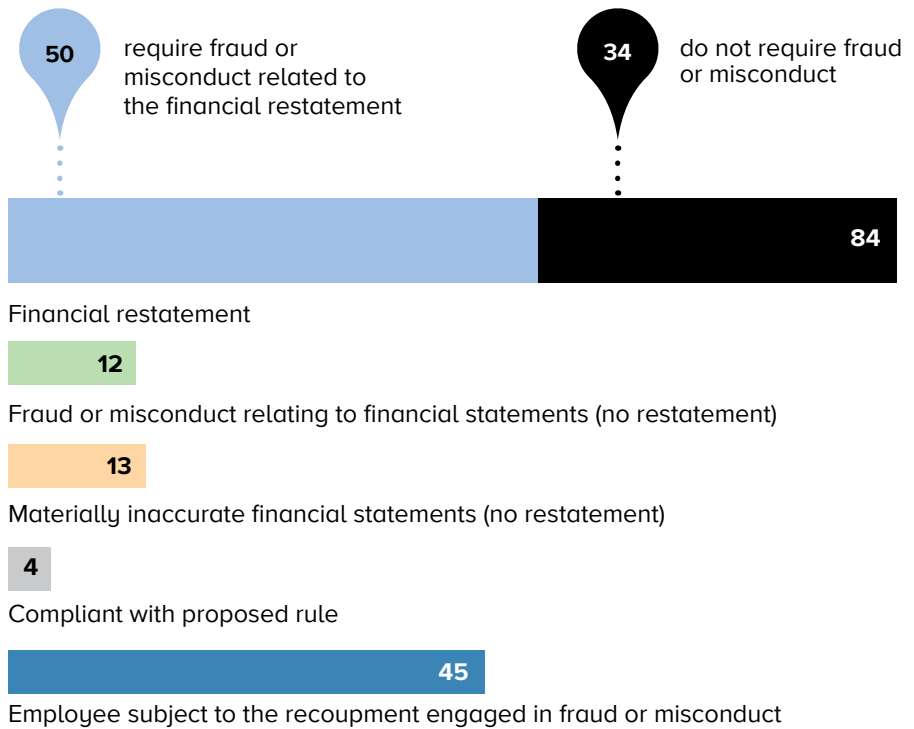 50
require fraud or
misconduct related to
the financial restatement
34
do not require fraud
or misconduct
84
Financial restatement
12
Fraud or misconduct relating to financial statements (no restatement)
13
Materially inaccurate financial statements (no restatement)
4
Compliant with proposed rule
45
Employee subject to the recoupment engaged in fraud or misconduct